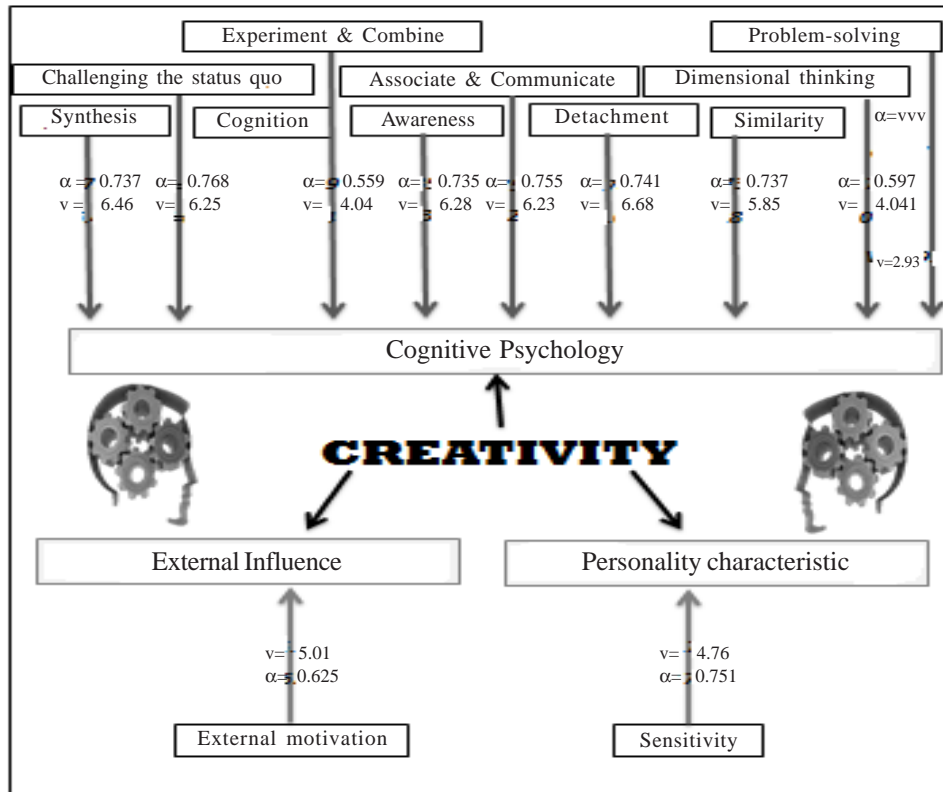 Experiment & Combine
Problem-solving
Challenging the status quo
Associate & Communicate
Dimensional thinking
Synthesis
Cognition
Awareness
Detachment
Similarity
α=vvv
α = 0.737
α= 0.768
α= 0.559
α= 0.735
α= 0.755
α= 0.741
α= 0.737
α= 0.597
v= 6.46
v= 6.25
v= 4.04
v= 6.28
v= 6.23
v= 6.68
v= 5.85
v= 4.041
v=2.93
Cognitive Psychology
CREATIVITY
External Influence
Personality characteristic
v= 5.01
α= 0.625
v= 4.76
α= 0.751
External motivation
Sensitivity